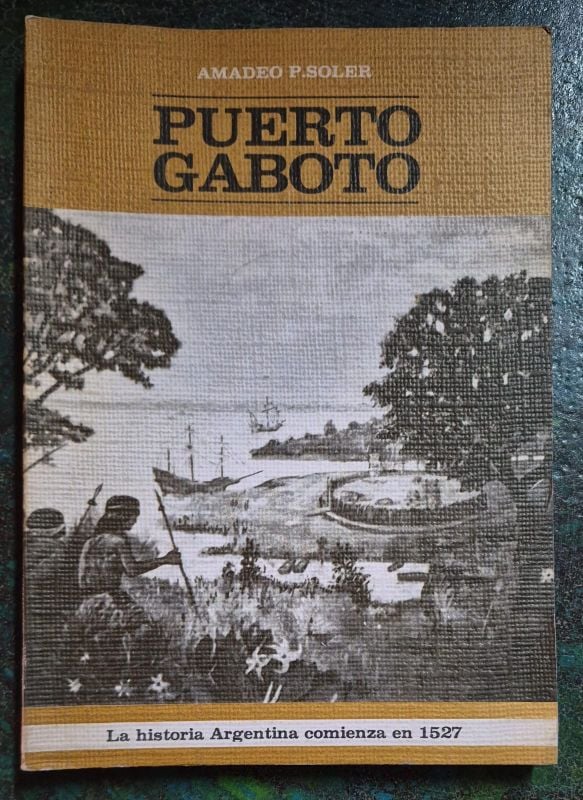 AMADEO P. SOLER
PUERTO
GABOTO
La historia Argentina comienza en 1527